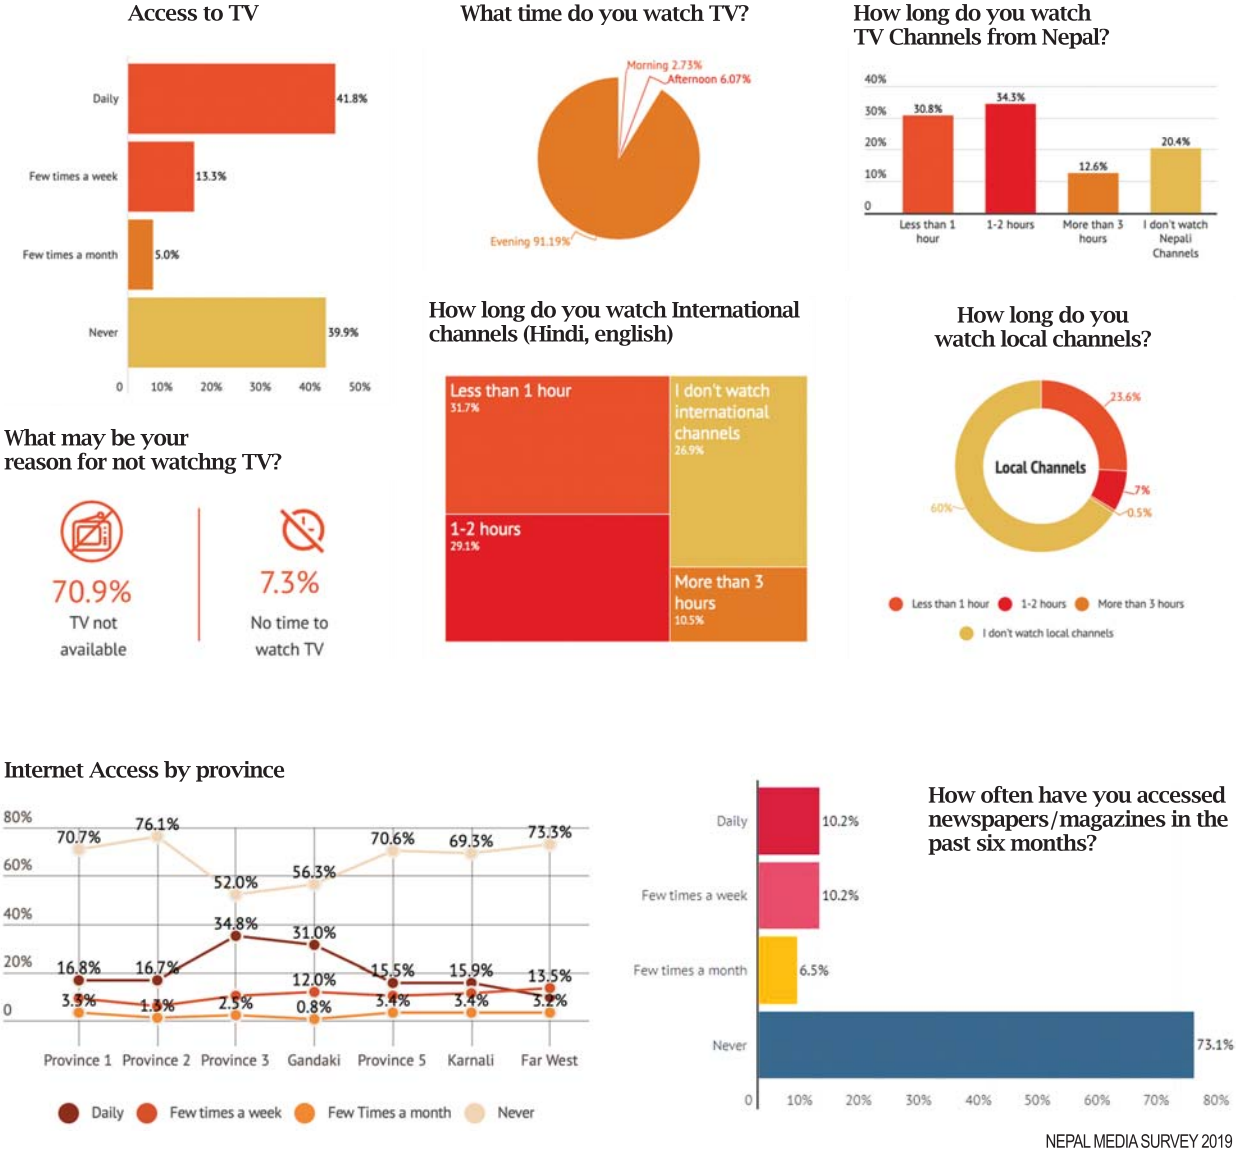 Access to TV
Daily
41.8%
Few times a week
13.3%
Few times a month
5.0%
Never
39.9%
0 10% 20% 30% 40% 50%
What time do you watch TV?
Morning 2.73%
Afternoon 6.07%
Evening 91.19%
How long do you watch
TV Channels from Nepal?
40%
30%
20%
10%
0
30.8%
34.3%
12.6%
20.4%
Less than 1
hour
1-2 hours
More than 3
hours
I don't watch
Nepali
Channels
What may be your
reason for not watchng TV?
70.9%
TV not
available
7.3%
No time to
watch TV
How long do you watch International
channels (Hindi, english)
Less than 1 hour
31.7%
1-2 hours
29.1%
I don't watch
international
channels
26.9%
More than 3
hours
10.5%
How long do you
watch local channels?
23.6%
7%
0.5%
60%
Local Channels
Less than 1 hour 1-2 hours More than 3 hours
I don't watch local channels
Internet Access by province
80%
60%
40%
20%
0
70.7% 76.1% 52.0% 56.3% 70.6% 69.3% 73.3%
16.8% 16.7% 34.8% 31.0% 15.5% 15.9% 13.5%
12.0%
3.3% 1.3% 2.5% 0.8% 3.4% 3.4% 3.2%
Province 1 Province 2 Province 3 Gandaki Province 5 Karnali Far West
Daily Few times a week Few Times a month Never
How often have you accessed
newspapers/magazines in the
past six months?
Daily
10.2%
Few times a week
10.2%
Few times a month
6.5%
Never
73.1%
0 10% 20% 30% 40% 50% 60% 70% 80%
NEPAL MEDIA SURVEY 2019